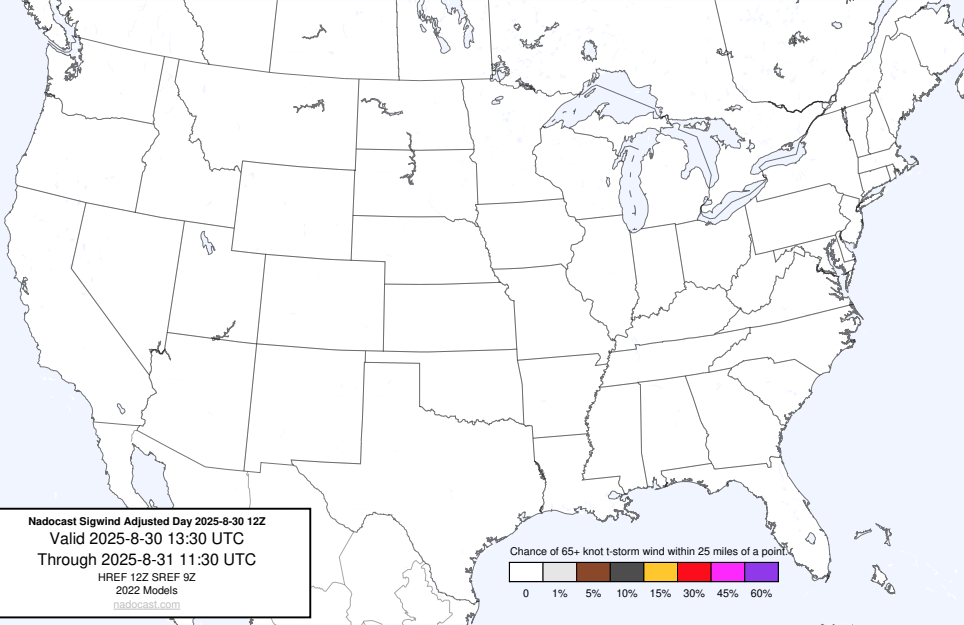 Nadocast Sigwind Adjusted Day 2025-8-30 12Z
Valid 2025-8-30 13:30 UTC
Through 2025-8-31 11:30 UTC
HREF 12Z SREF 9Z
2022 Models
nadocast.com
Chance of 65+ knot t-storm wind within 25 miles of a point.
0 1% 5% 10% 15% 30% 45% 60%